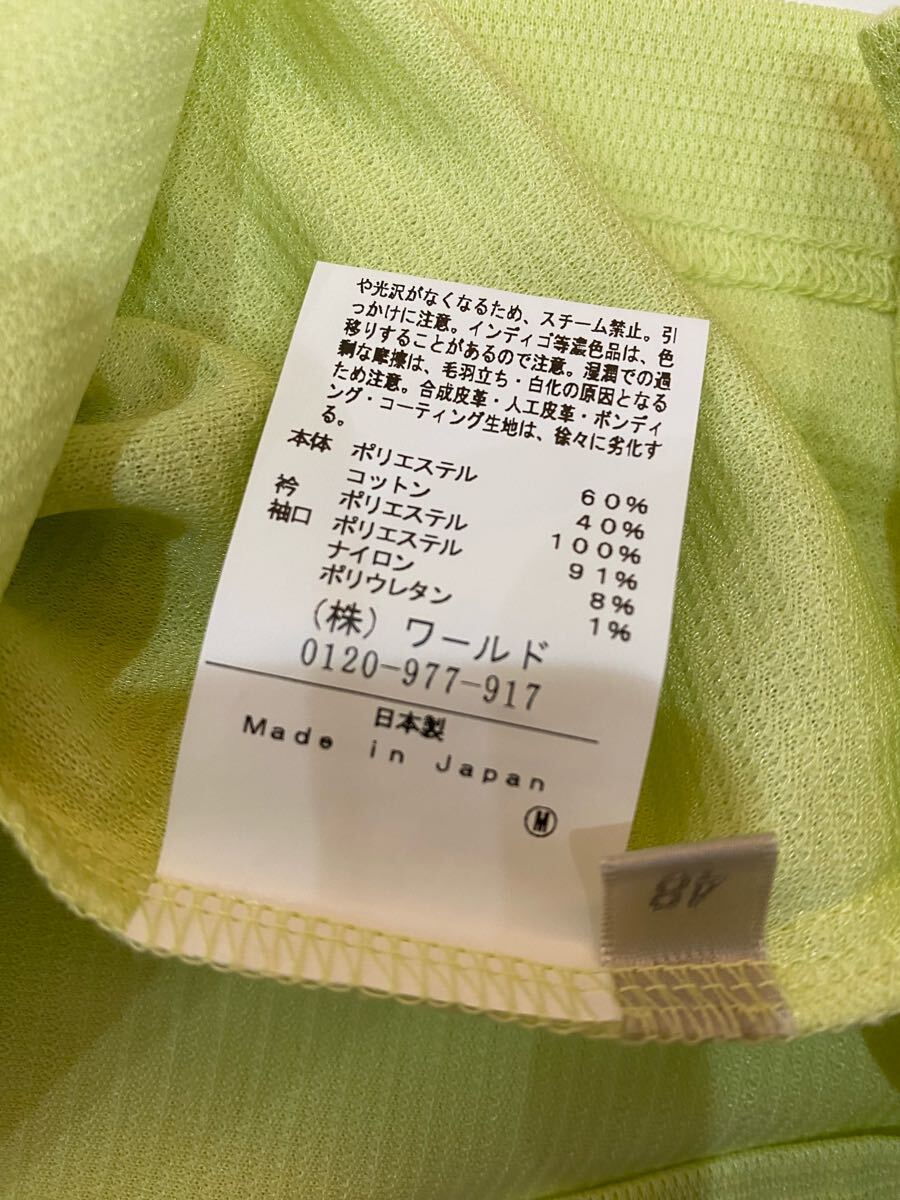 や光沢がなくなるため、スチーム禁止。引
っかけに注意。インディゴ等濃色品は、色
移りすることがあるので注意。湿潤での過
剰な摩擦は、毛羽立ち・白化の原因となる
ため注意。合成皮革・人工皮革・ボンディ
ング・コーティング生地は、徐々に劣化す
る。
本体 ポリエステル 60%
コットン 40%
衿 ポリエステル 100%
袖口 ポリエステル 91%
ナイロン 8%
ポリウレタン 1%
(株)ワールド
0120-977-917
日本製
Made in Japan
M
48